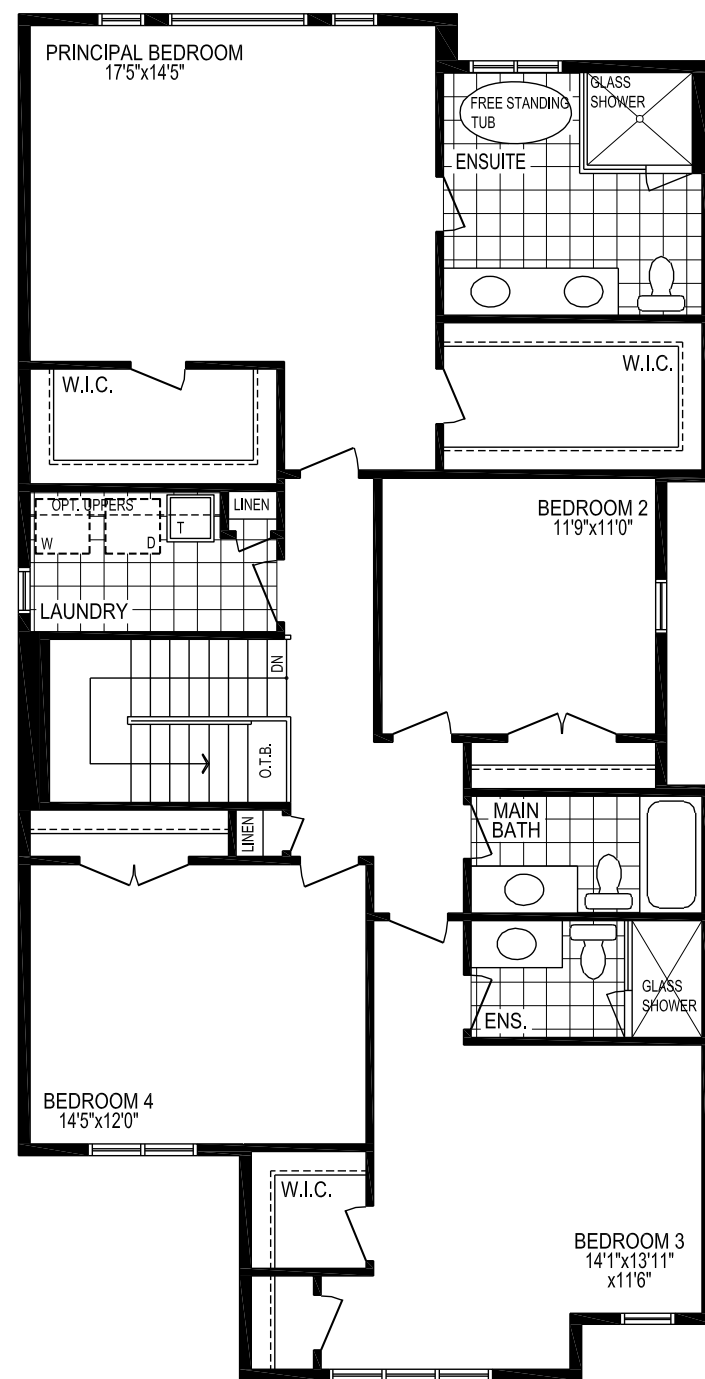 PRINCIPAL BEDROOM
17'5"x14'5"
GLASS
SHOWER
FREE STANDING
TUB
ENSUITE
W.I.C.
W.I.C.
OPT. UPPERS
LINEN
W
D
T
LAUNDRY
BEDROOM 2
11'9"x11'0"
DN
O.T.B.
LINEN
MAIN
BATH
GLASS
SHOWER
ENS.
BEDROOM 4
14'5"x12'0"
W.I.C.
BEDROOM 3
14'1"x13'11"
x11'6"